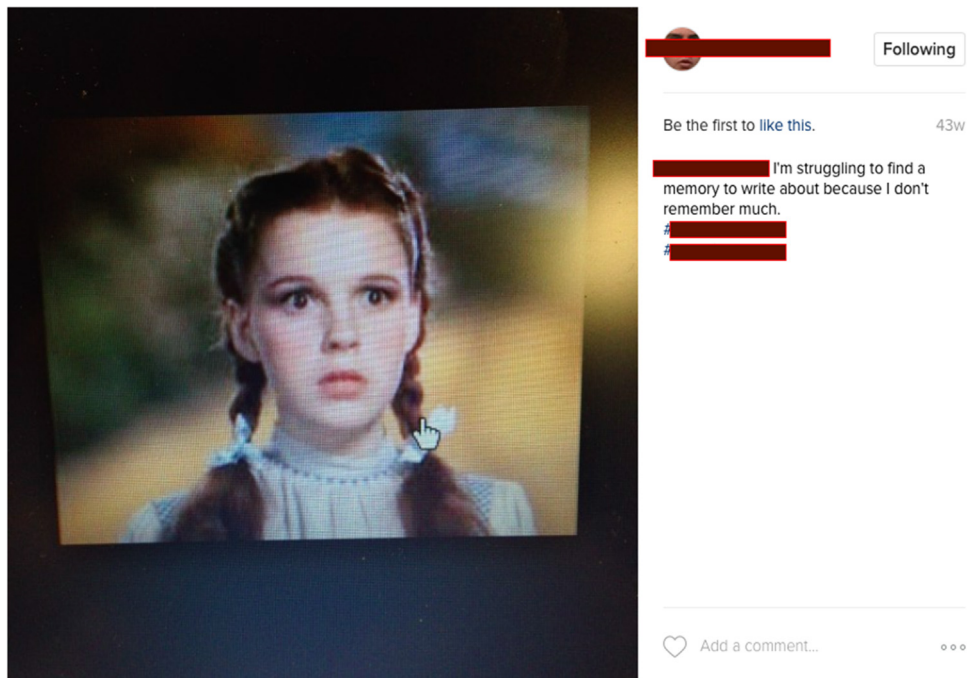 Following
Be the first to like this.
43w
I'm struggling to find a
memory to write about because I don't
remember much.
#
#
Add a comment...